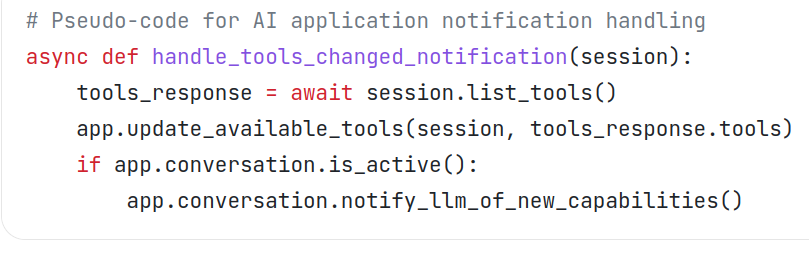 # Pseudo-code for AI application notification handling
async def handle_tools_changed_notification(session):
    tools_response = await session.list_tools()
    app.update_available_tools(session, tools_response.tools)
    if app.conversation.is_active():
        app.conversation.notify_llm_of_new_capabilities()